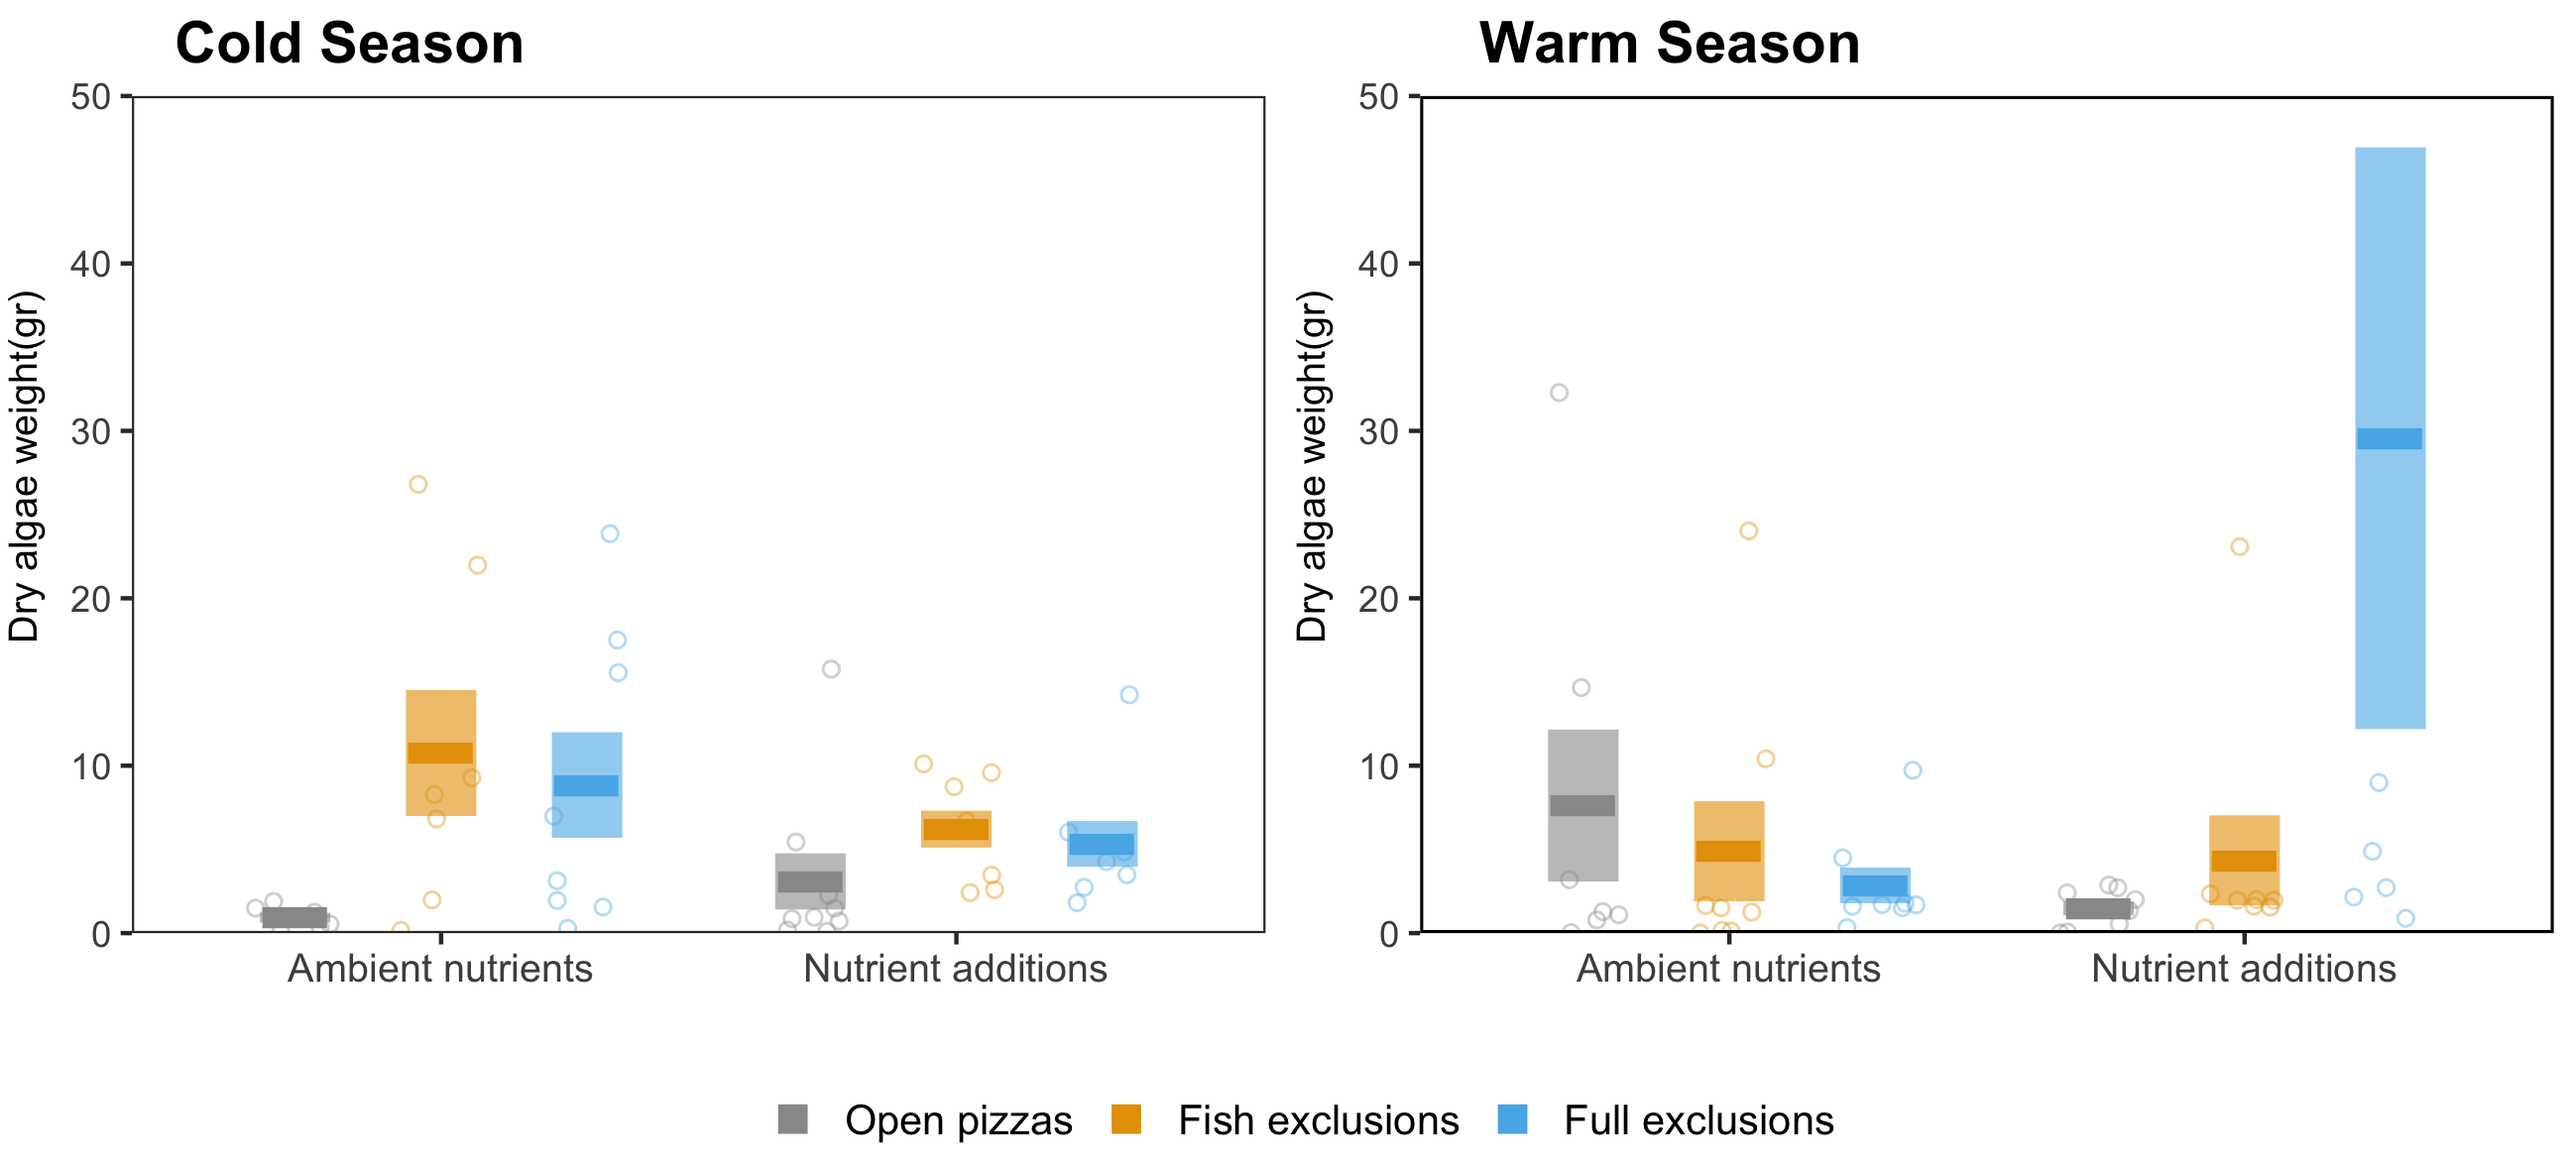 Cold Season
Warm Season
Dry algae weight(gr)
50
40
30
20
10
0
Ambient nutrients
Nutrient additions
Dry algae weight(gr)
50
40
30
20
10
0
Ambient nutrients
Nutrient additions
Open pizzas
Fish exclusions
Full exclusions